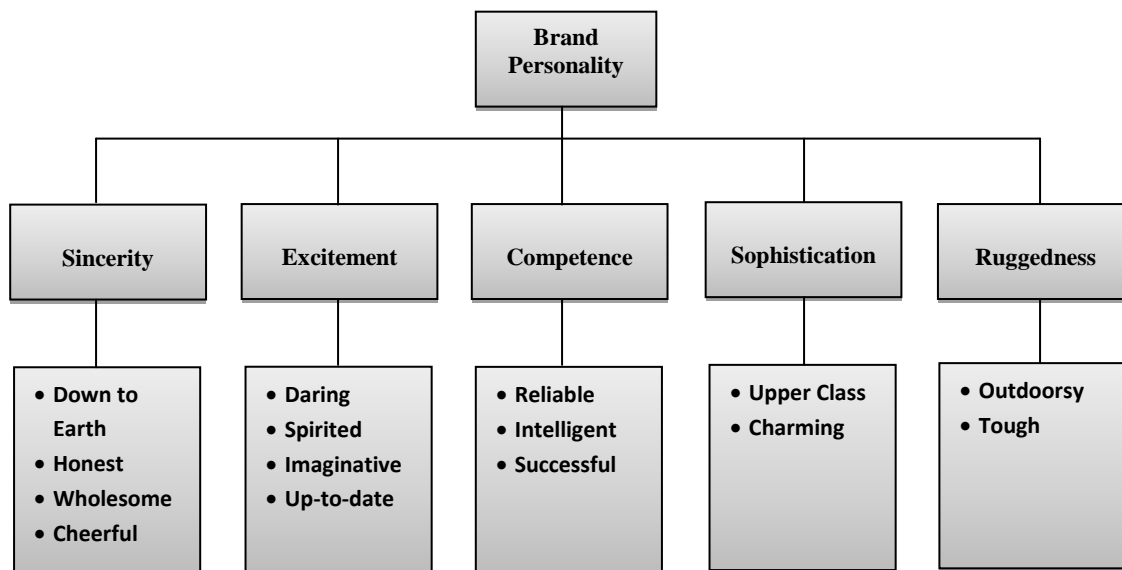 Brand
Personality
Sincerity
Excitement
Competence
Sophistication
Ruggedness
• Down to
Earth
• Honest
• Wholesome
• Cheerful
• Daring
• Spirited
• Imaginative
• Up-to-date
• Reliable
• Intelligent
• Successful
• Upper Class
• Charming
• Outdoorsy
• Tough